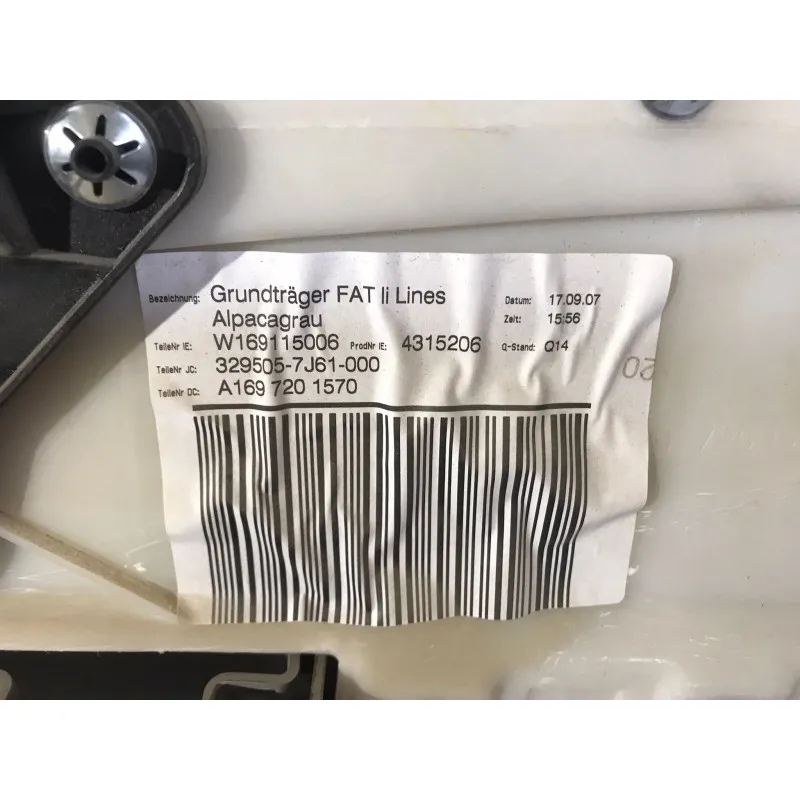 Bezeichnung: Grundträger FAT li Lines Datum: 17.09.07
Alpacagrau Zeit: 15:56
TeileNr IE: W169115006 ProdNr IE: 4315206 Q-Stand: Q14
TeileNr JC: 329505-7J61-000
TeileNr DC: A169 720 1570